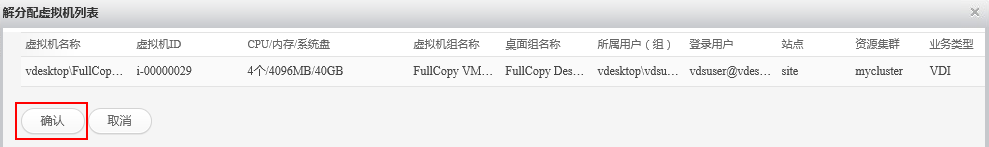 解分配虚拟机列表
虚拟机名称 虚拟机ID CPU/内存/系统盘 虚拟机组名称 桌面组名称 所属用户（组） 登录用户 站点 资源集群 业务类型
vdesktop\FullCop… i-00000029 4个/4096MB/40GB FullCopy VM… FullCopy Des… vdesktop\vdsu… vdsuser@vdes… site mycluster VDI
确认 取消